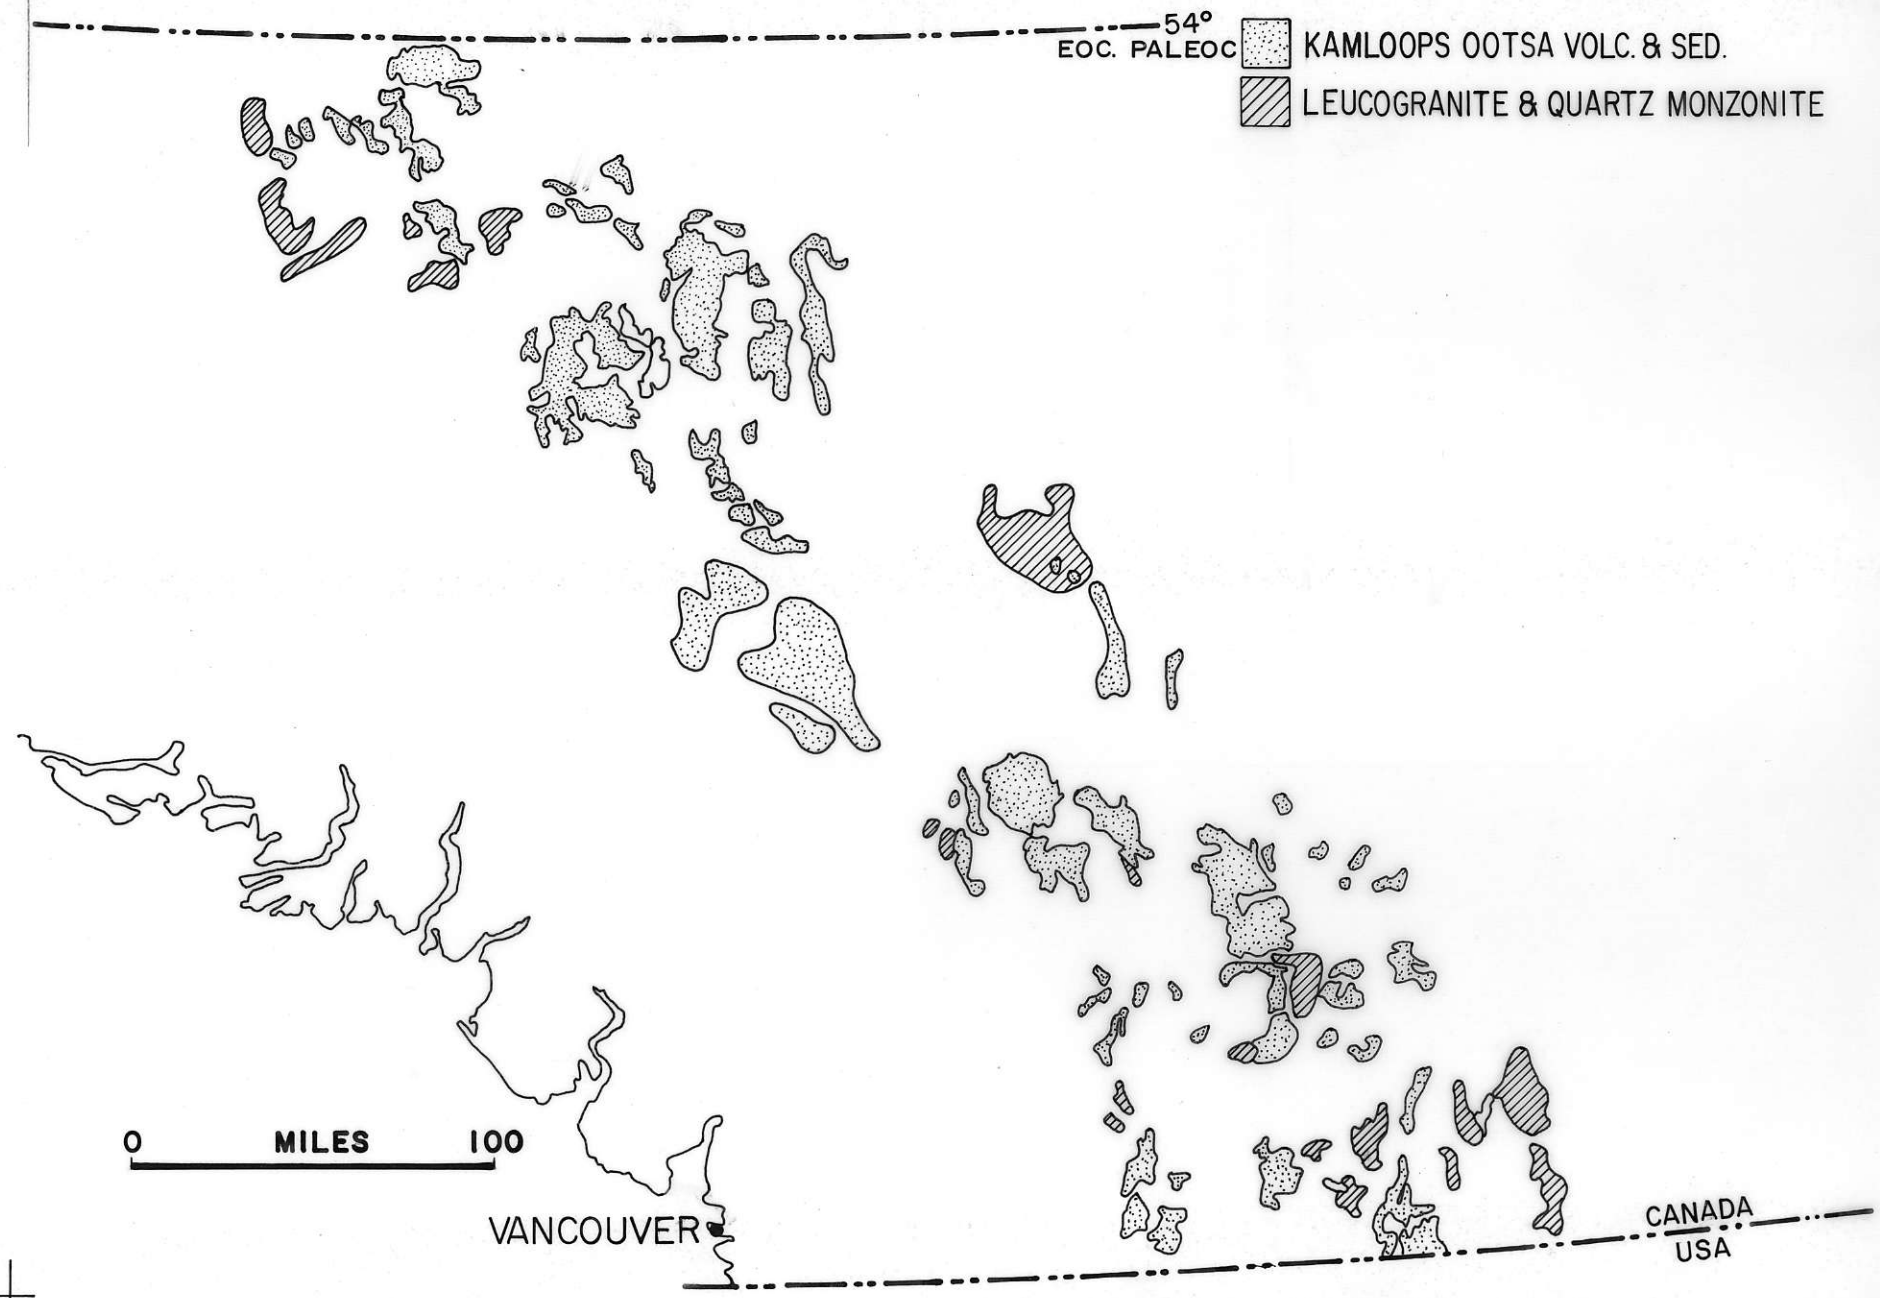 54°
EOC. PALEOC
KAMLOOPS OOTSA VOLC. & SED.
LEUCOGRANITE & QUARTZ MONZONITE
0 MILES 100
VANCOUVER
CANADA
USA